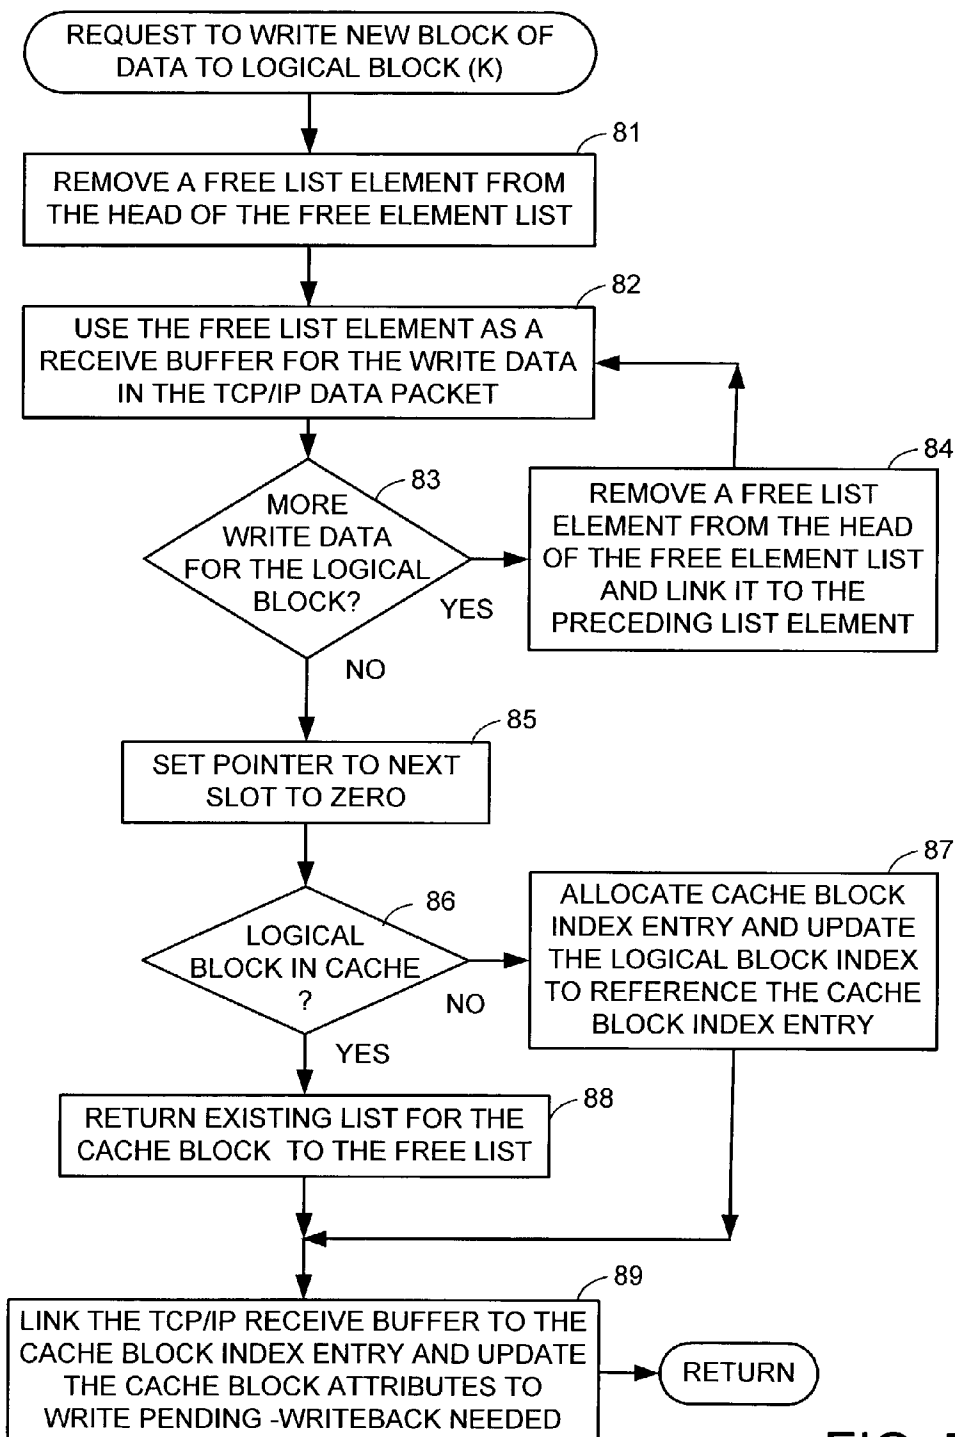 REQUEST TO WRITE NEW BLOCK OF
DATA TO LOGICAL BLOCK (K)
81
REMOVE A FREE LIST ELEMENT FROM
THE HEAD OF THE FREE ELEMENT LIST
82
USE THE FREE LIST ELEMENT AS A
RECEIVE BUFFER FOR THE WRITE DATA
IN THE TCP/IP DATA PACKET
83
MORE
WRITE DATA
FOR THE LOGICAL
BLOCK?
YES
NO
84
REMOVE A FREE LIST
ELEMENT FROM THE HEAD
OF THE FREE ELEMENT LIST
AND LINK IT TO THE
PRECEDING LIST ELEMENT
85
SET POINTER TO NEXT
SLOT TO ZERO
86
LOGICAL
BLOCK IN CACHE
?
NO
YES
87
ALLOCATE CACHE BLOCK
INDEX ENTRY AND UPDATE
THE LOGICAL BLOCK INDEX
TO REFERENCE THE CACHE
BLOCK INDEX ENTRY
88
RETURN EXISTING LIST FOR THE
CACHE BLOCK TO THE FREE LIST
89
LINK THE TCP/IP RECEIVE BUFFER TO THE
CACHE BLOCK INDEX ENTRY AND UPDATE
THE CACHE BLOCK ATTRIBUTES TO
WRITE PENDING -WRITEBACK NEEDED
RETURN